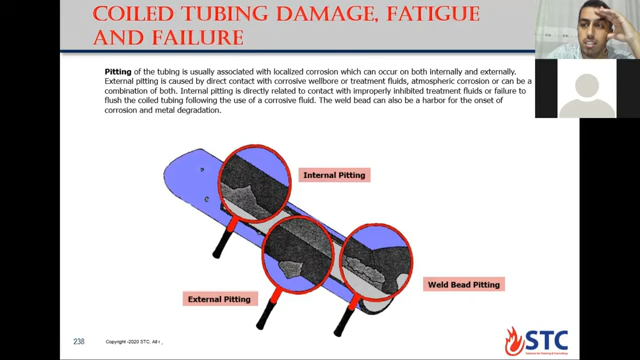 COILED TUBING DAMAGE, FATIGUE
AND FAILURE
Pitting of the tubing is usually associated with localized corrosion which can occur on both internally and externally.
External pitting is caused by direct contact with corrosive wellbore or treatment fluids, atmospheric corrosion or can be a
combination of both. Internal pitting is directly related to contact with improperly inhibited treatment fluids or failure to
flush the coiled tubing following the use of a corrosive fluid. The weld bead can also be a harbor for the onset of
corrosion and metal degradation.
Internal Pitting
External Pitting
Weld Bead Pitting
238
Copyright -2020 STC, All
STC